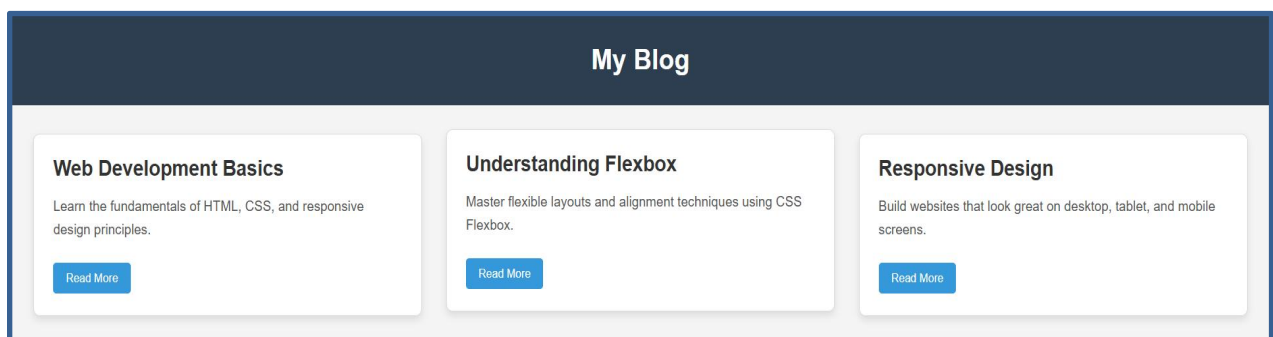 My Blog
Web Development Basics
Learn the fundamentals of HTML, CSS, and responsive
design principles.
Read More
Understanding Flexbox
Master flexible layouts and alignment techniques using CSS
Flexbox.
Read More
Responsive Design
Build websites that look great on desktop, tablet, and mobile
screens.
Read More